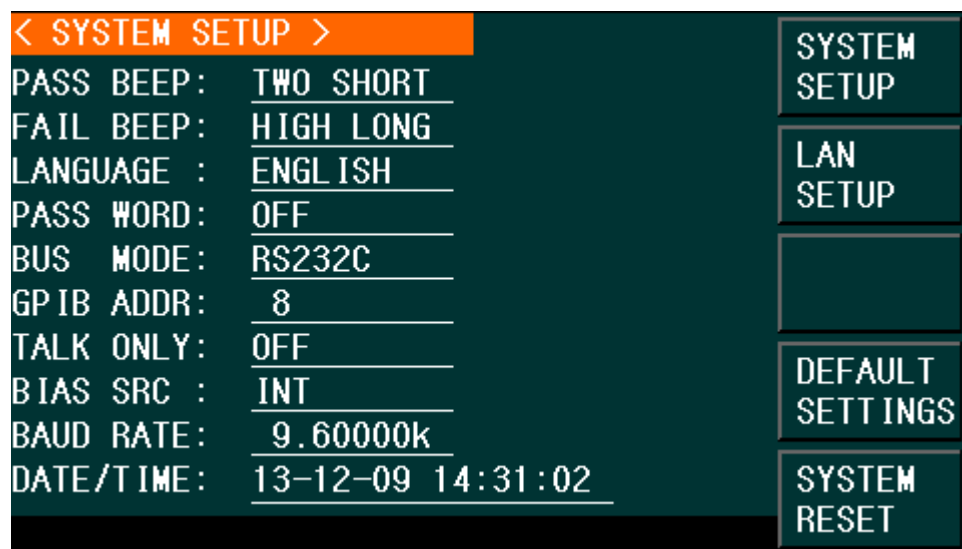 < SYSTEM SETUP >
PASS BEEP: TWO SHORT
FAIL BEEP: HIGH LONG
LANGUAGE : ENGLISH
PASS WORD: OFF
BUS MODE: RS232C
GPIB ADDR: 8
TALK ONLY: OFF
BIAS SRC : INT
BAUD RATE: 9.60000k
DATE/TIME: 13-12-09 14:31:02
SYSTEM
SETUP
LAN
SETUP
DEFAULT
SETTINGS
SYSTEM
RESET